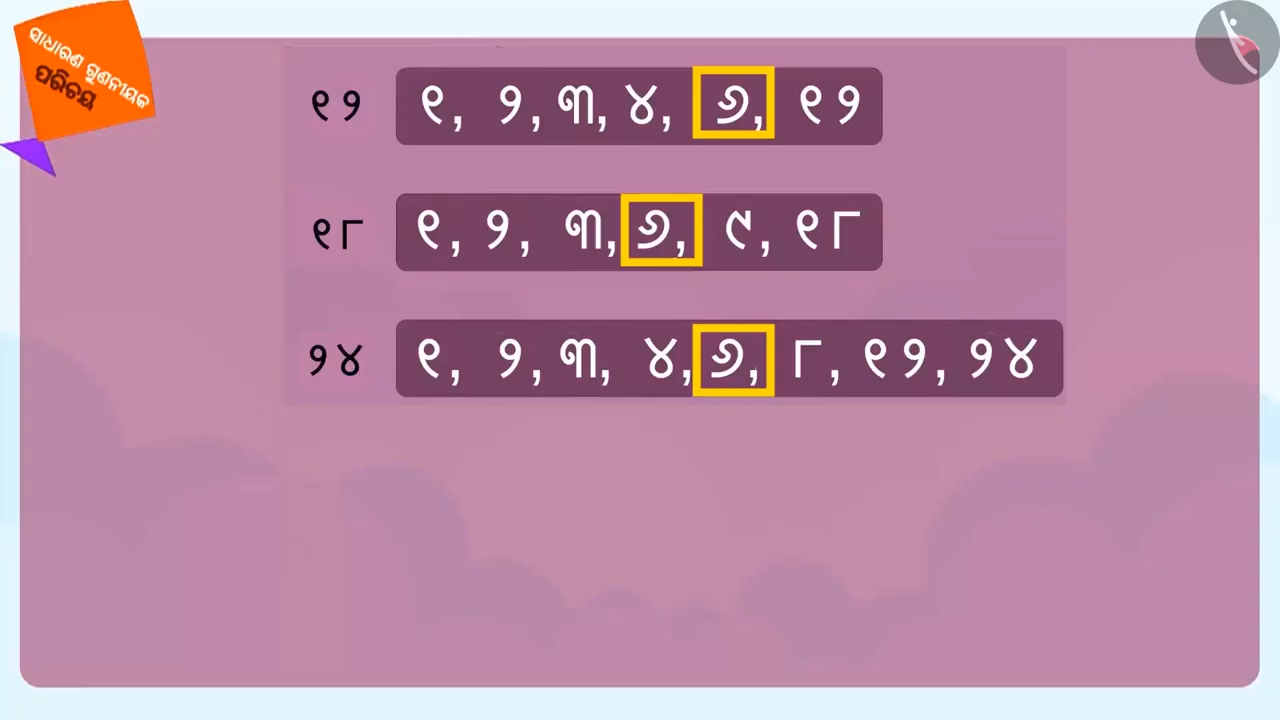 ସାଧାରଣ ଗୁଣନୀୟକ
ପରିଚୟ
୧୨ ୧, ୨, ୩, ୪, ୬, ୧୨
୧୮ ୧, ୨, ୩, ୬, ୯, ୧୮
୨୪ ୧, ୨, ୩, ୪, ୬, ୮, ୧୨, ୨୪